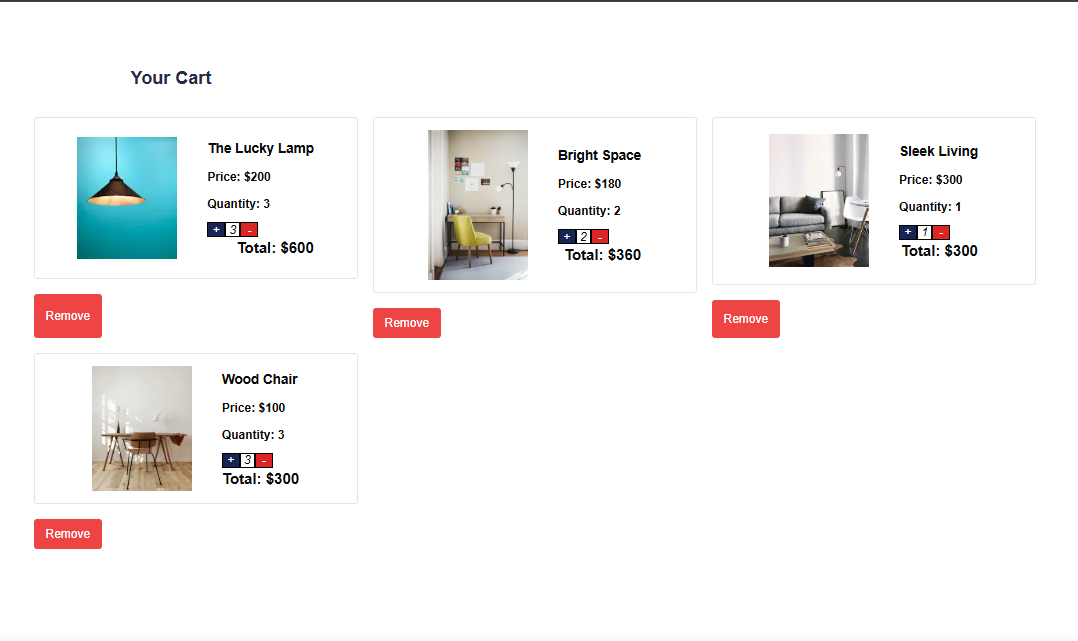 Your Cart
The Lucky Lamp
Price: $200
Quantity: 3
+ 3 -
Total: $600
Remove
Bright Space
Price: $180
Quantity: 2
+ 2 -
Total: $360
Remove
Sleek Living
Price: $300
Quantity: 1
+ 1 -
Total: $300
Remove
Wood Chair
Price: $100
Quantity: 3
+ 3 -
Total: $300
Remove